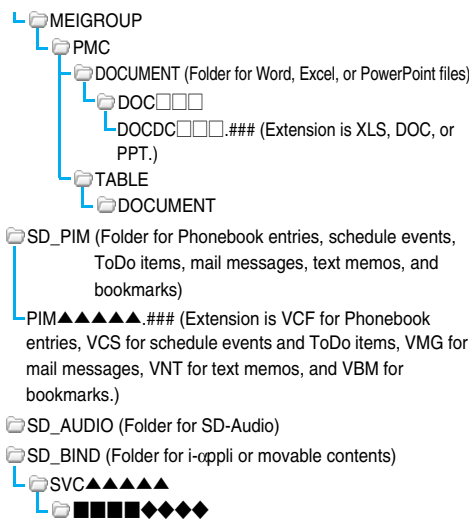 MEIGROUP
PMC
DOCUMENT (Folder for Word, Excel, or PowerPoint files)
DOC□□□
DOCDC□□□.### (Extension is XLS, DOC, or
PPT.)
TABLE
DOCUMENT
SD_PIM (Folder for Phonebook entries, schedule events,
ToDo items, mail messages, text memos, and
bookmarks)
PIM▲▲▲▲▲.### (Extension is VCF for Phonebook
entries, VCS for schedule events and ToDo items, VMG for
mail messages, VNT for text memos, and VBM for
bookmarks.)
SD_AUDIO (Folder for SD-Audio)
SD_BIND (Folder for i-αppli or movable contents)
SVC▲▲▲▲▲
■■■■◆◆◆◆